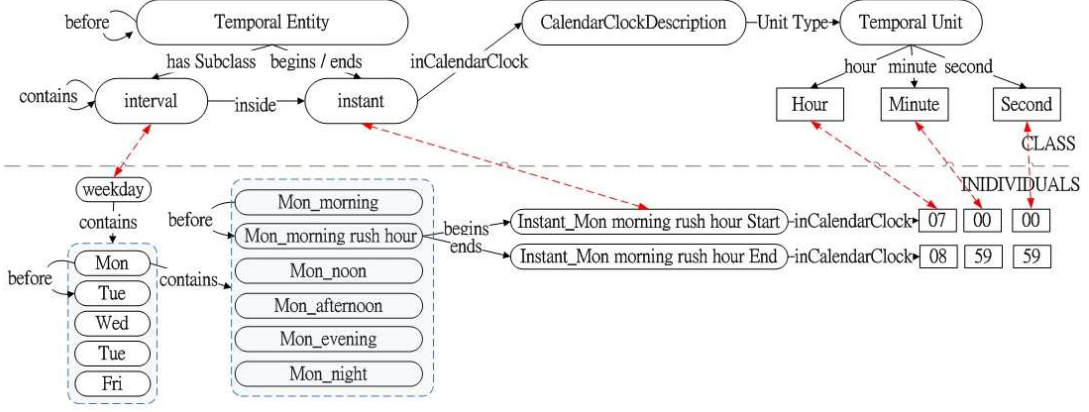 before
Temporal Entity
CalendarClockDescription
Unit Type
Temporal Unit
has Subclass
begins / ends
inCalendarClock
hour
minute
second
contains
interval
inside
instant
Hour
Minute
Second
CLASS
INIDIVIDUALS
weekday
contains
Mon
before
Tue
Wed
Tue
Fri
contains
Mon_morning
before
Mon_morning rush hour
Mon_noon
Mon_afternoon
Mon_evening
Mon_night
begins
ends
Instant_Mon morning rush hour Start
inCalendarClock
07
00
00
Instant_Mon morning rush hour End
inCalendarClock
08
59
59